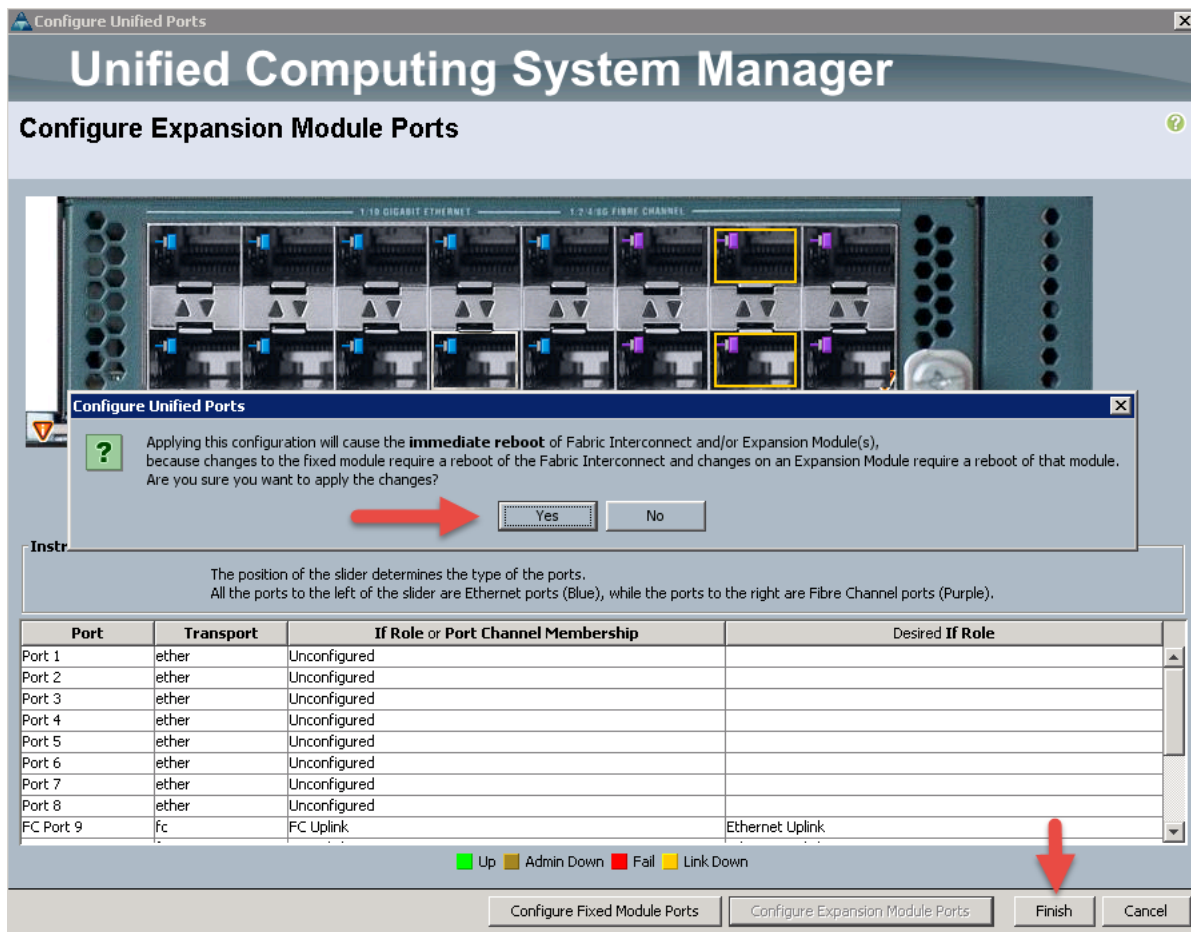 Configure Unified Ports
Unified Computing System Manager
Configure Expansion Module Ports
1/10 GIGABIT ETHERNET 1/2/4/8G FIBRE CHANNEL
Configure Unified Ports
Applying this configuration will cause the immediate reboot of Fabric Interconnect and/or Expansion Module(s),
because changes to the fixed module require a reboot of the Fabric Interconnect and changes on an Expansion Module require a reboot of that module.
Are you sure you want to apply the changes?
Yes No
Instr
The position of the slider determines the type of the ports.
All the ports to the left of the slider are Ethernet ports (Blue), while the ports to the right are Fibre Channel ports (Purple).
Port Transport If Role or Port Channel Membership Desired If Role
Port 1 ether Unconfigured
Port 2 ether Unconfigured
Port 3 ether Unconfigured
Port 4 ether Unconfigured
Port 5 ether Unconfigured
Port 6 ether Unconfigured
Port 7 ether Unconfigured
Port 8 ether Unconfigured
FC Port 9 fc FC Uplink Ethernet Uplink
Up Admin Down Fail Link Down
Configure Fixed Module Ports Configure Expansion Module Ports Finish Cancel